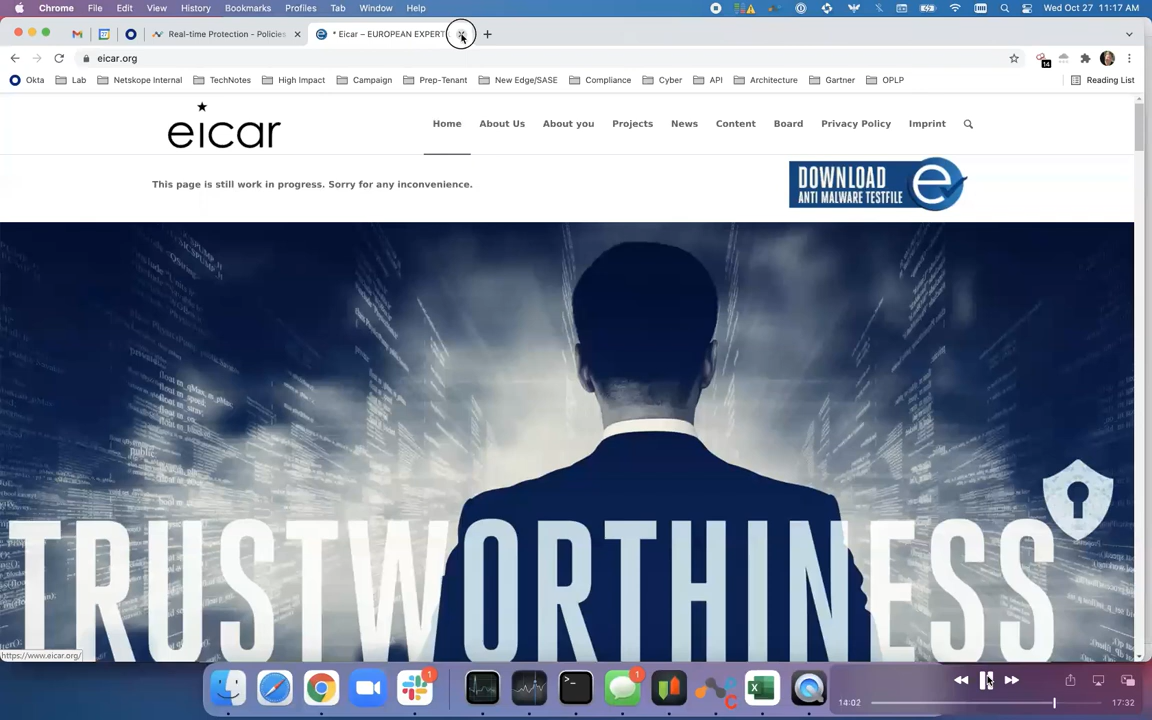 Chrome File Edit View History Bookmarks Profiles Tab Window Help Wed Oct 27 11:17 AM
Real-time Protection - Policies * Eicar – EUROPEAN EXPERT
eicar.org 14
Okta Lab Netskope Internal TechNotes High Impact Campaign Prep-Tenant New Edge/SASE Compliance Cyber API Architecture Gartner OPLP Reading List
eicar
Home About Us About you Projects News Content Board Privacy Policy Imprint
This page is still work in progress. Sorry for any inconvenience.
DOWNLOAD
ANTI MALWARE TESTFILE
e
TRUSTWORTHINESS
https://www.eicar.org/
1 1
14:02 17:32